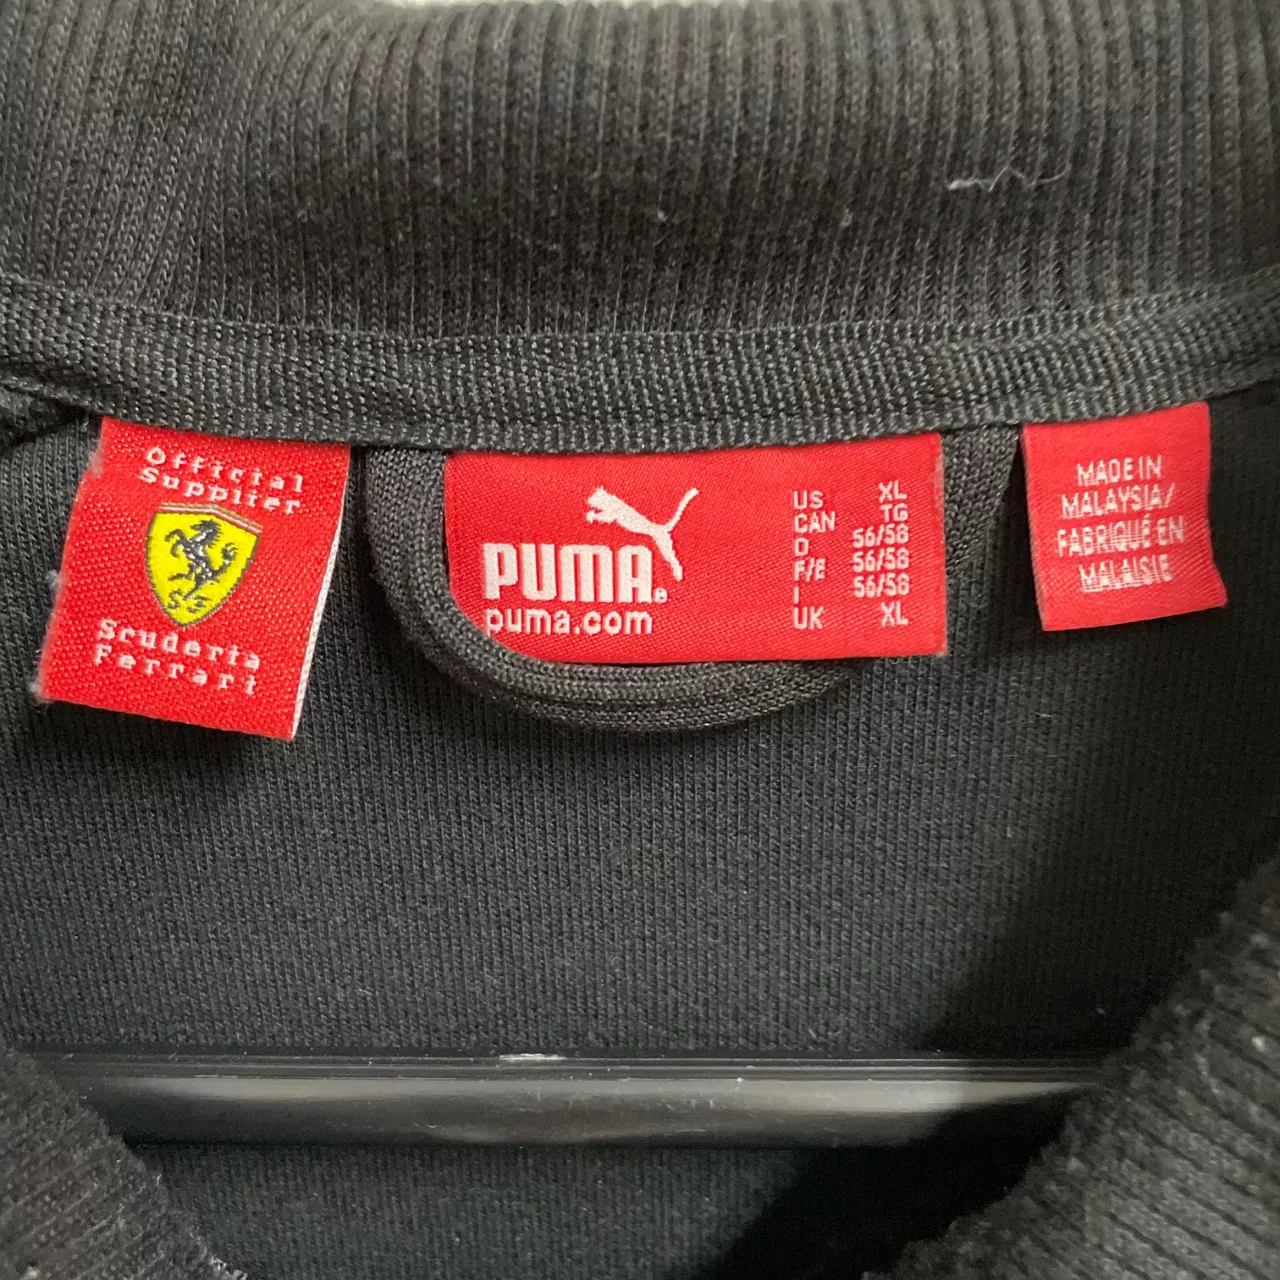 Official
Supplier
S F
Scuderia
Ferrari
PUMA®
puma.com
US XL
CAN TG
D 56/58
F/E 56/58
I 56/58
UK XL
MADE IN
MALAYSIA/
FABRIQUÉ EN
MALAISIE